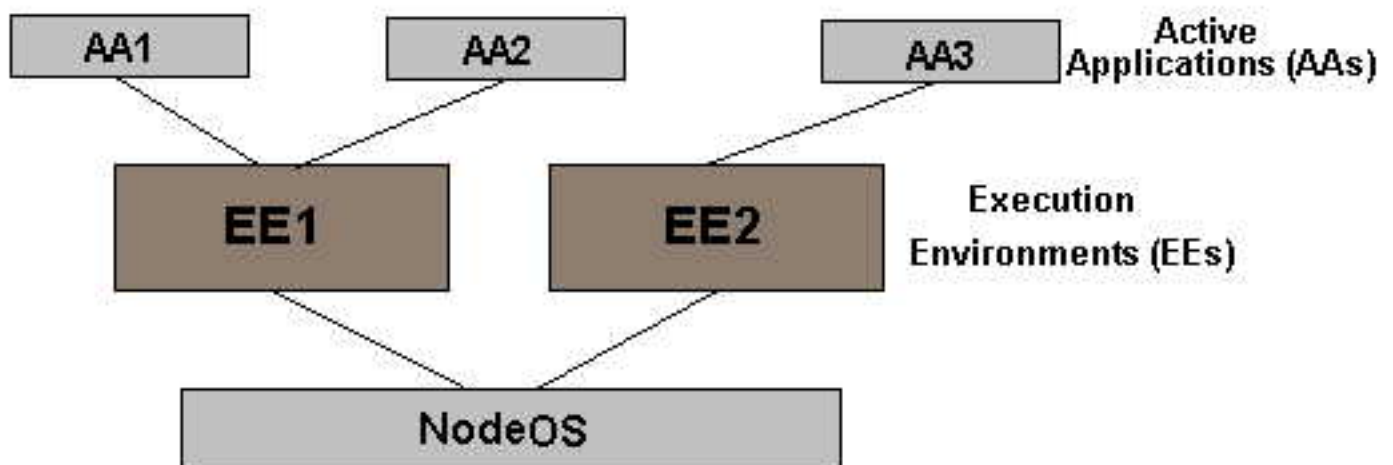 AA1
AA2
AA3
Active
Applications (AAs)
EE1
EE2
Execution
Environments (EEs)
NodeOS